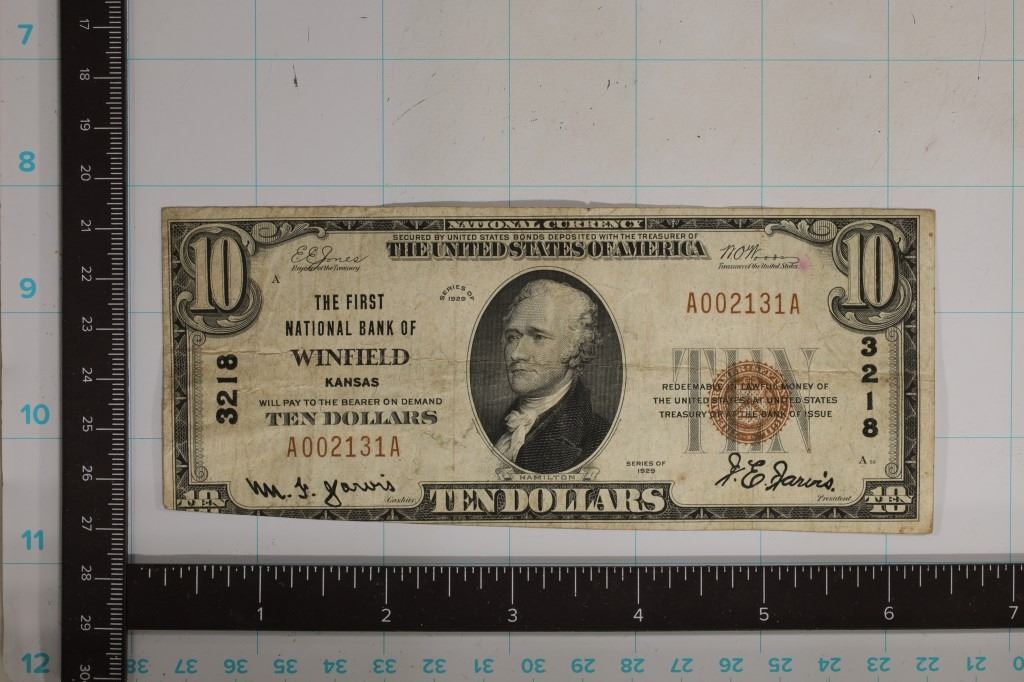 NATIONAL CURRENCY
SECURED BY UNITED STATES BONDS DEPOSITED WITH THE TREASURER OF
THE UNITED STATES OF AMERICA
10
10
E.E. Jones
Register of the Treasury
W.O. Woods
Treasurer of the United States
A
SERIES OF
1929
THE FIRST
NATIONAL BANK OF
WINFIELD
KANSAS
WILL PAY TO THE BEARER ON DEMAND
TEN DOLLARS
A002131A
A002131A
3218
3218
TEN
REDEEMABLE IN LAWFUL MONEY OF
THE UNITED STATES AT UNITED STATES
TREASURY OR AT THE BANK OF ISSUE
SERIES OF
1929
HAMILTON
M. F. Jarvis
Cashier
J. E. Jarvis
President
A
TEN
TEN DOLLARS
10
TEN
7
8
9
10
11
12
17
18
19
20
21
22
23
24
25
26
27
28
29
30
1 2 3 4 5 6 7
38 37 36 35 34 33 32 31 30 29 28 27 26 25 24 23 22 21 20